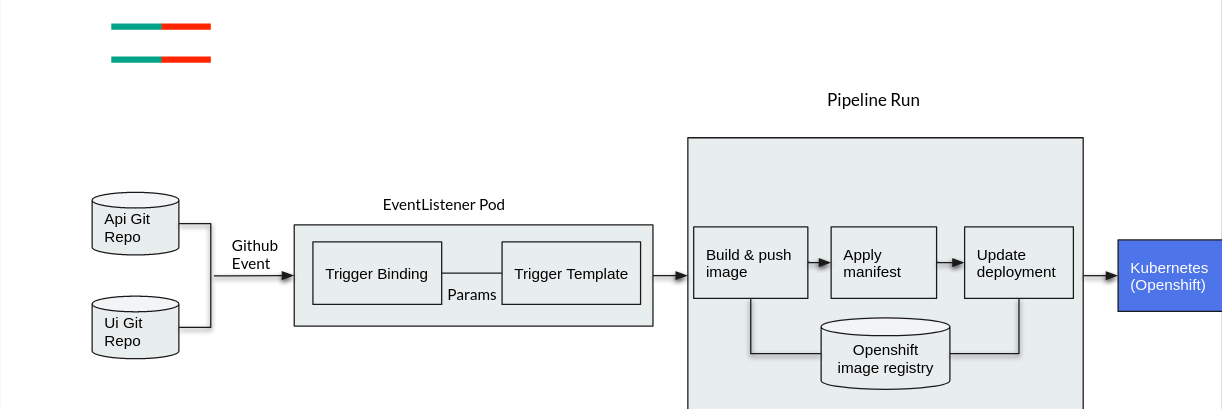 Pipeline Run
EventListener Pod
Api Git
Repo
Github
Event
Ui Git
Repo
Trigger Binding
Params
Trigger Template
Build & push
image
Apply
manifest
Update
deployment
Openshift
image registry
Kubernetes
(Openshift)